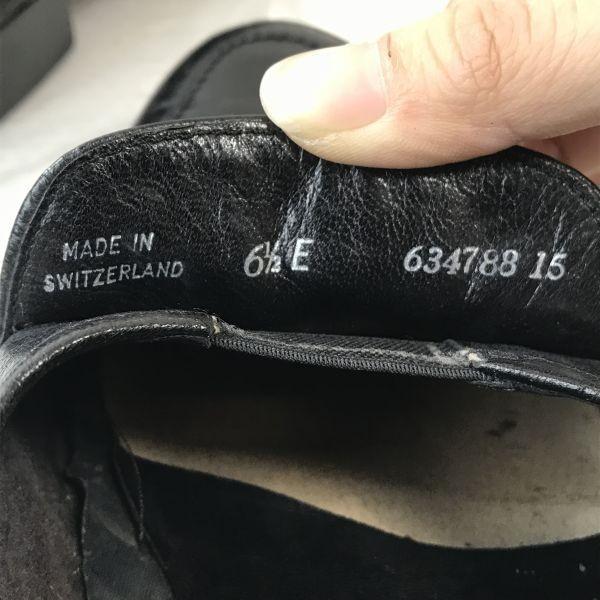 MADE IN
SWITZERLAND
6½ E
634788 15